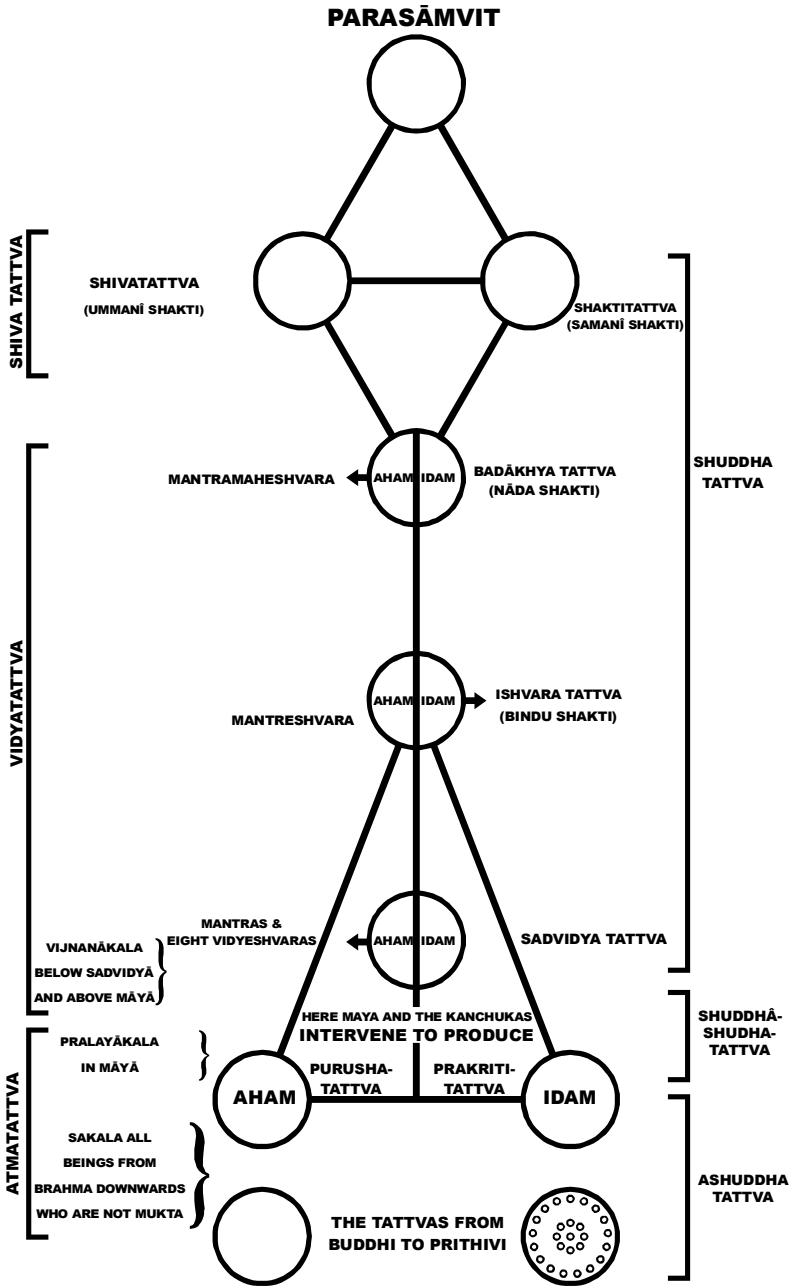 PARASĀMVIT
SHIVA TATTVA
SHIVATATTVA
(UMMANÎ SHAKTI)
SHAKTITATTVA
(SAMANÎ SHAKTI)
SHUDDHA
TATTVA
VIDYATATTVA
MANTRAMAHESHVARA
AHAM IDAM
BADĀKHYA TATTVA
(NĀDA SHAKTI)
MANTRESHVARA
AHAM IDAM
ISHVARA TATTVA
(BINDU SHAKTI)
MANTRAS &
EIGHT VIDYESHVARAS
AHAM IDAM
SADVIDYA TATTVA
VIJNANĀKALA
BELOW SADVIDYĀ
AND ABOVE MĀYĀ
HERE MAYA AND THE KANCHUKAS
INTERVENE TO PRODUCE
SHUDDHÂ-
SHUDHA-
TATTVA
ATMATATTVA
PRALAYĀKALA
IN MĀYĀ
AHAM
PURUSHA-
TATTVA
PRAKRITI-
TATTVA
IDAM
SAKALA ALL
BEINGS FROM
BRAHMA DOWNWARDS
WHO ARE NOT MUKTA
THE TATTVAS FROM
BUDDHI TO PRITHIVI
ASHUDDHA
TATTVA